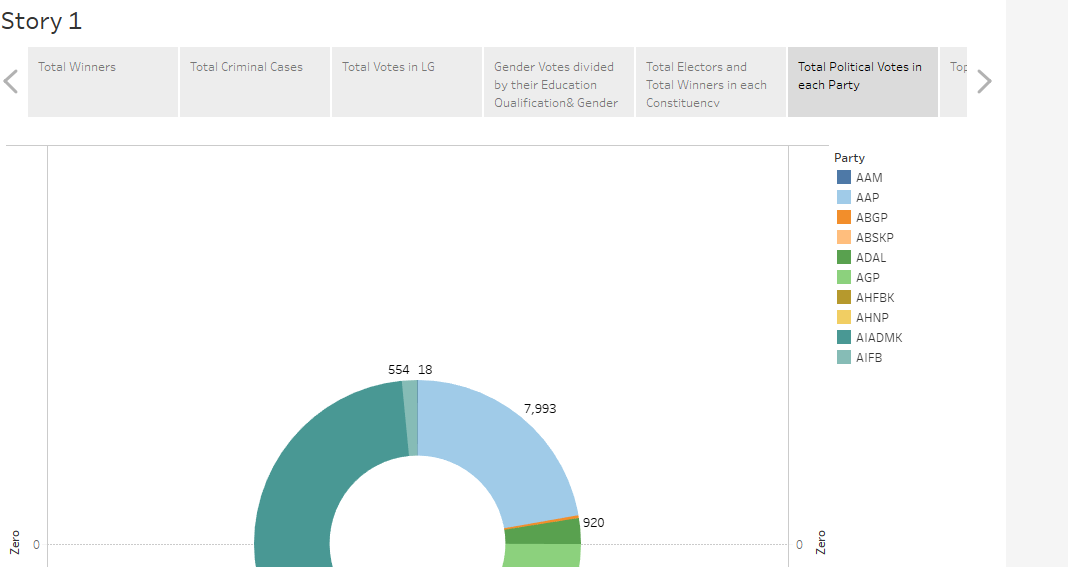 Story 1
Total Winners
Total Criminal Cases
Total Votes in LG
Gender Votes divided
by their Education
Qualification& Gender
Total Electors and
Total Winners in each
Constituency
Total Political Votes in
each Party
Top
Party
AAM
AAP
ABGP
ABSKP
ADAL
AGP
AHFBK
AHNP
AIADMK
AIFB
554 18
7,993
920
Zero
0
0
Zero